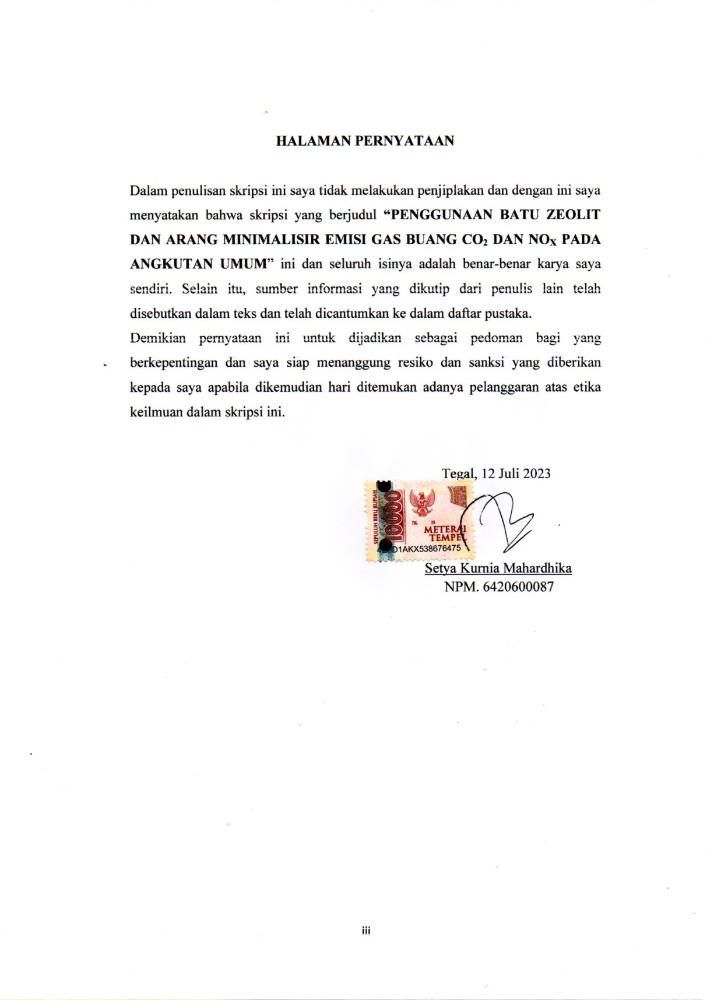 HALAMAN PERNYATAAN
Dalam penulisan skripsi ini saya tidak melakukan penjiplakan dan dengan ini saya
menyatakan bahwa skripsi yang berjudul “PENGGUNAAN BATU ZEOLIT
DAN ARANG MINIMALISIR EMISI GAS BUANG CO₂ DAN NOₓ PADA
ANGKUTAN UMUM” ini dan seluruh isinya adalah benar-benar karya saya
sendiri. Selain itu, sumber informasi yang dikutip dari penulis lain telah
disebutkan dalam teks dan telah dicantumkan ke dalam daftar pustaka.
Demikian pernyataan ini untuk dijadikan sebagai pedoman bagi yang
berkepentingan dan saya siap menanggung resiko dan sanksi yang diberikan
kepada saya apabila dikemudian hari ditemukan adanya pelanggaran atas etika
keilmuan dalam skripsi ini.
Tegal, 12 Juli 2023
SEPULUH RIBU RUPIAH
10000
TGL. 20
METERAI
TEMPEL
D1AKX538676475
Setya Kurnia Mahardhika
NPM. 6420600087
iii